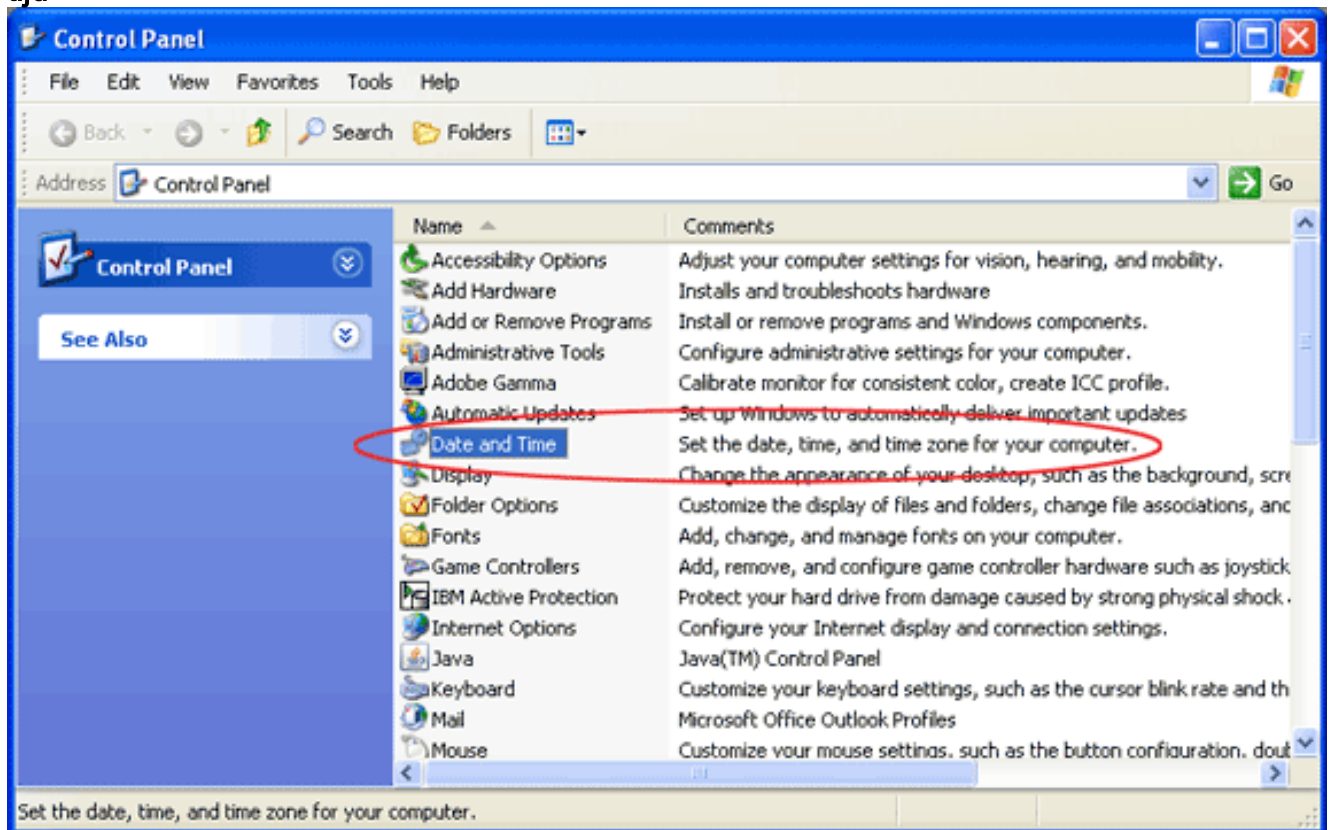 Control Panel
File Edit View Favorites Tools Help
Back Search Folders
Address Control Panel Go
Control Panel
See Also
Name Comments
Accessibility Options Adjust your computer settings for vision, hearing, and mobility.
Add Hardware Installs and troubleshoots hardware
Add or Remove Programs Install or remove programs and Windows components.
Administrative Tools Configure administrative settings for your computer.
Adobe Gamma Calibrate monitor for consistent color, create ICC profile.
Automatic Updates Set up Windows to automatically deliver important updates
Date and Time Set the date, time, and time zone for your computer.
Display Change the appearance of your desktop, such as the background, scre
Folder Options Customize the display of files and folders, change file associations, and
Fonts Add, change, and manage fonts on your computer.
Game Controllers Add, remove, and configure game controller hardware such as joystick
IBM Active Protection Protect your hard drive from damage caused by strong physical shock
Internet Options Configure your Internet display and connection settings.
Java Java(TM) Control Panel
Keyboard Customize your keyboard settings, such as the cursor blink rate and th
Mail Microsoft Office Outlook Profiles
Mouse Customize your mouse settings, such as the button configuration, doub
Set the date, time, and time zone for your computer.